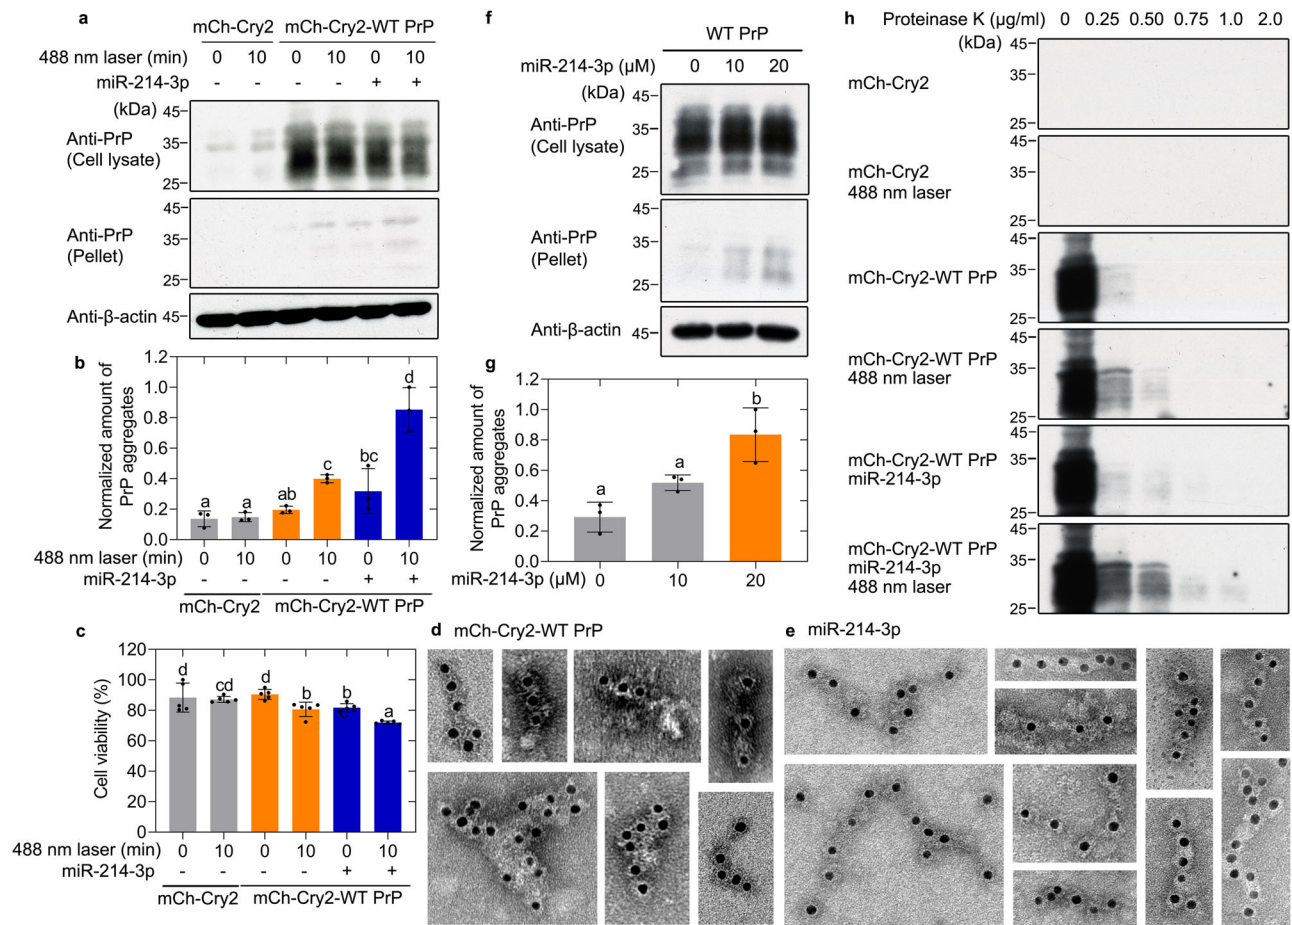 a
mCh-Cry2 mCh-Cry2-WT PrP
488 nm laser (min) 0 10 0 10 0 10
miR-214-3p - - - - + +
(kDa)
45
Anti-PrP
(Cell lysate)
35
25
45
Anti-PrP
(Pellet)
35
25
Anti-β-actin 45
b
Normalized amount of
PrP aggregates
1.2
1.0
0.8
0.6
0.4
0.2
0.0
a a ab c bc d
488 nm laser (min) 0 10 0 10 0 10
miR-214-3p - - - - + +
mCh-Cry2 mCh-Cry2-WT PrP
c
Cell viability (%)
120
100
80
60
40
20
0
d cd d b b a
488 nm laser (min) 0 10 0 10 0 10
miR-214-3p - - - - + +
mCh-Cry2 mCh-Cry2-WT PrP
f
WT PrP
miR-214-3p (μM) 0 10 20
(kDa)
45
Anti-PrP
(Cell lysate)
35
25
45
Anti-PrP
(Pellet)
35
25
Anti-β-actin 45
g
Normalized amount of
PrP aggregates
1.2
1.0
0.8
0.6
0.4
0.2
0.0
a a b
miR-214-3p (μM) 0 10 20
d mCh-Cry2-WT PrP
e miR-214-3p
h
Proteinase K (μg/ml) 0 0.25 0.50 0.75 1.0 2.0
(kDa)
45
35
25
mCh-Cry2
45
35
25
mCh-Cry2
488 nm laser
45
35
25
mCh-Cry2-WT PrP
45
35
25
mCh-Cry2-WT PrP
488 nm laser
45
35
25
mCh-Cry2-WT PrP
miR-214-3p
45
35
25
mCh-Cry2-WT PrP
miR-214-3p
488 nm laser